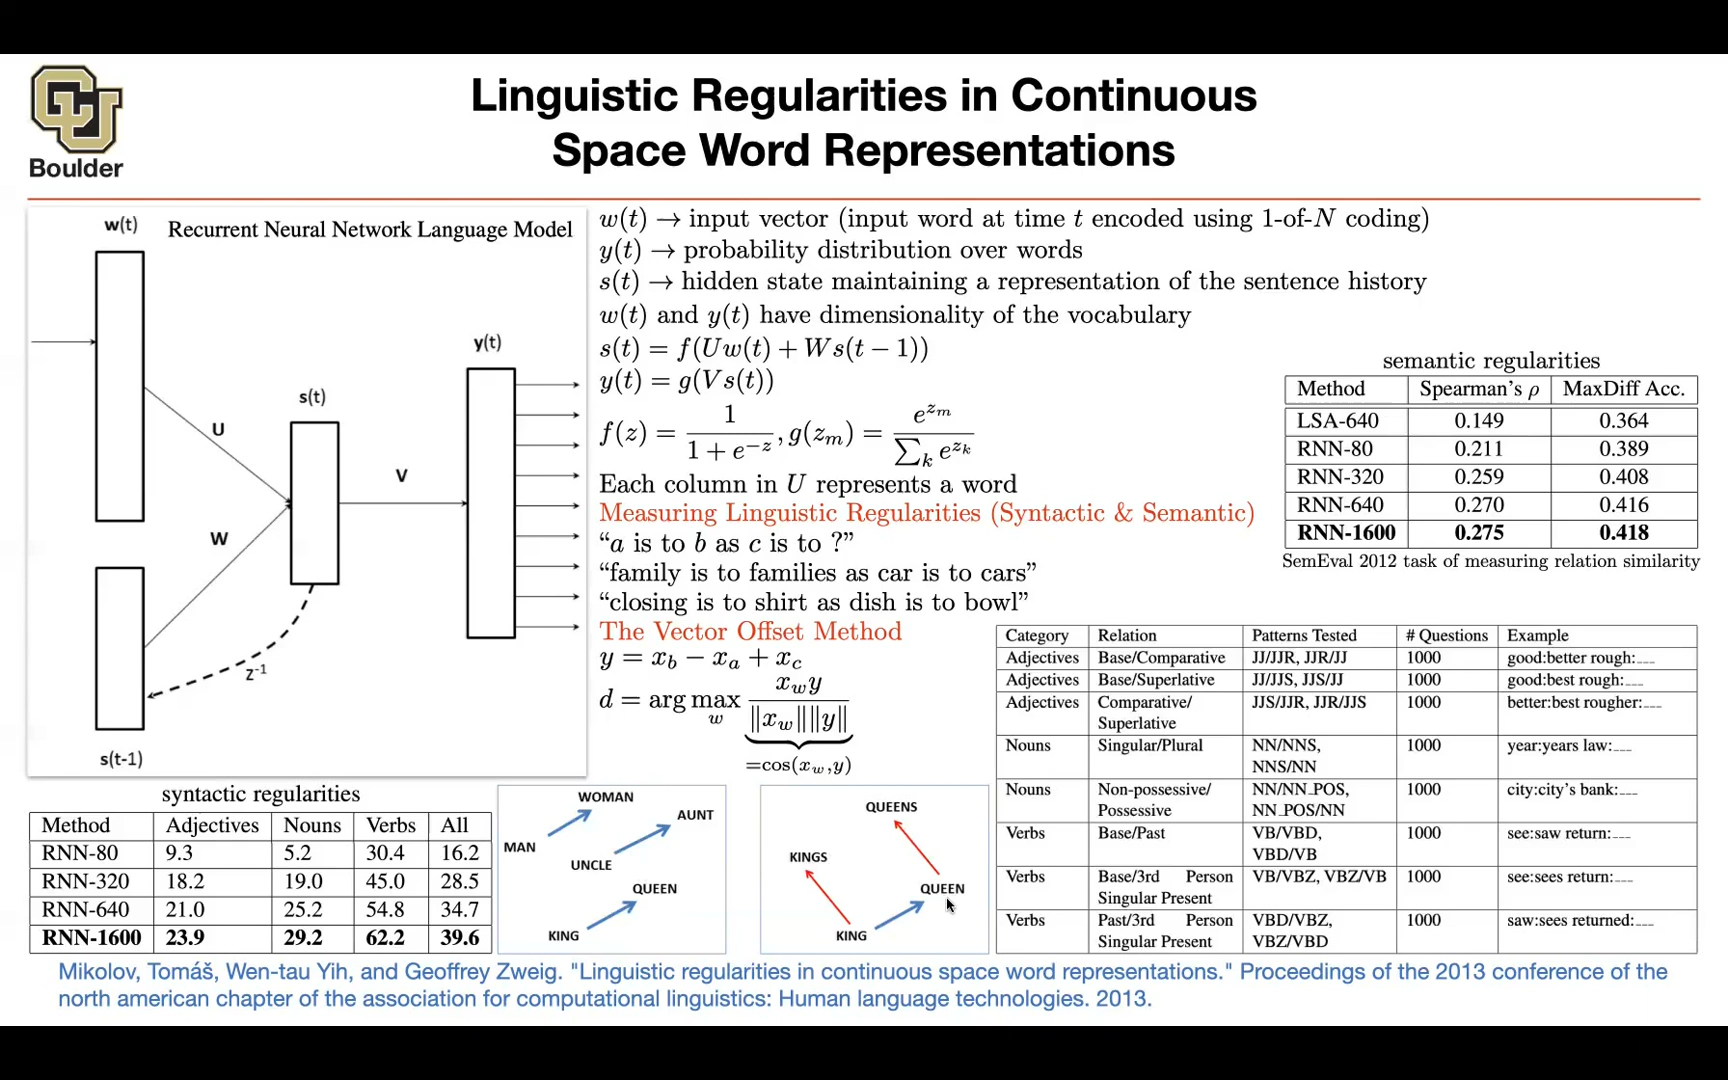 Linguistic Regularities in Continuous
Space Word Representations
CU
Boulder
Recurrent Neural Network Language Model
w(t)
y(t)
s(t)
U
V
W
z⁻¹
s(t-1)
w(t) → input vector (input word at time t encoded using 1-of-N coding)
y(t) → probability distribution over words
s(t) → hidden state maintaining a representation of the sentence history
w(t) and y(t) have dimensionality of the vocabulary
s(t) = f(Uw(t) + Ws(t − 1))
y(t) = g(Vs(t))
f(z) = 1 / (1 + e^{−z}), g(z_m) = e^{z_m} / ∑_k e^{z_k}
Each column in U represents a word
Measuring Linguistic Regularities (Syntactic & Semantic)
“a is to b as c is to ?”
“family is to families as car is to cars”
“closing is to shirt as dish is to bowl”
The Vector Offset Method
y = x_b − x_a + x_c
d = arg max_w x_w y / (‖x_w‖‖y‖)
=cos(x_w,y)
semantic regularities
Method Spearman's ρ MaxDiff Acc.
LSA-640 0.149 0.364
RNN-80 0.211 0.389
RNN-320 0.259 0.408
RNN-640 0.270 0.416
RNN-1600 0.275 0.418
SemEval 2012 task of measuring relation similarity
syntactic regularities
Method Adjectives Nouns Verbs All
RNN-80 9.3 5.2 30.4 16.2
RNN-320 18.2 19.0 45.0 28.5
RNN-640 21.0 25.2 54.8 34.7
RNN-1600 23.9 29.2 62.2 39.6
WOMAN
AUNT
MAN
UNCLE
QUEEN
KING
QUEENS
KINGS
QUEEN
KING
Category Relation Patterns Tested # Questions Example
Adjectives Base/Comparative JJ/JJR, JJR/JJ 1000 good:better rough:___
Adjectives Base/Superlative JJ/JJS, JJS/JJ 1000 good:best rough:___
Adjectives Comparative/ JJS/JJR, JJR/JJS 1000 better:best rougher:___
Superlative
Nouns Singular/Plural NN/NNS, 1000 year:years law:___
NNS/NN
Nouns Non-possessive/ NN/NN_POS, 1000 city:city's bank:___
Possessive NN_POS/NN
Verbs Base/Past VB/VBD, 1000 see:saw return:___
VBD/VB
Verbs Base/3rd Person VB/VBZ, VBZ/VB 1000 see:sees return:___
Singular Present
Verbs Past/3rd Person VBD/VBZ, 1000 saw:sees returned:___
Singular Present VBZ/VBD
Mikolov, Tomáš, Wen-tau Yih, and Geoffrey Zweig. "Linguistic regularities in continuous space word representations." Proceedings of the 2013 conference of the
north american chapter of the association for computational linguistics: Human language technologies. 2013.